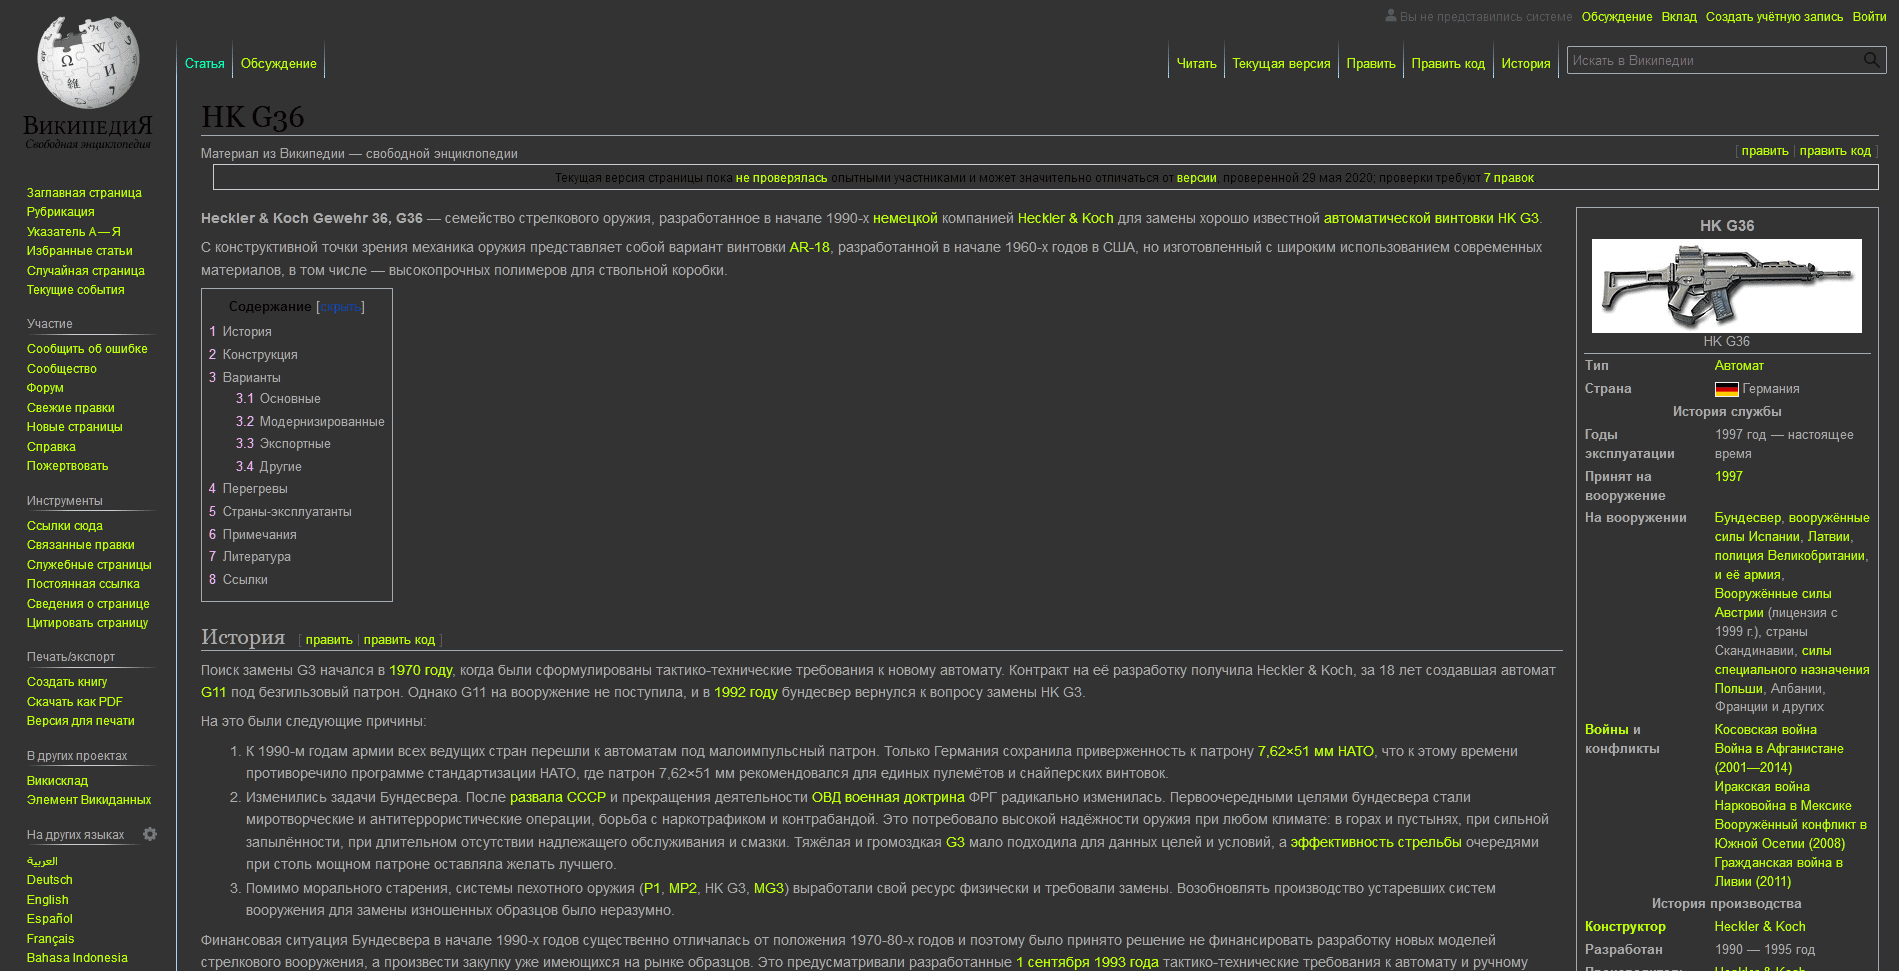 Вы не представились системе Обсуждение Вклад Создать учётную запись Войти
Статья Обсуждение Читать Текущая версия Править Править код История Искать в Википедии
ВикипедиЯ
Свободная энциклопедия
Заглавная страница
Рубрикация
Указатель А — Я
Избранные статьи
Случайная страница
Текущие события
Участие
Сообщить об ошибке
Сообщество
Форум
Свежие правки
Новые страницы
Справка
Пожертвовать
Инструменты
Ссылки сюда
Связанные правки
Служебные страницы
Постоянная ссылка
Сведения о странице
Цитировать страницу
Печать/экспорт
Создать книгу
Скачать как PDF
Версия для печати
В других проектах
Викисклад
Элемент Викиданных
На других языках
العربية
Deutsch
English
Español
Français
Bahasa Indonesia
HK G36
Материал из Википедии — свободной энциклопедии
[ править | править код ]
Текущая версия страницы пока не проверялась опытными участниками и может значительно отличаться от версии, проверенной 29 мая 2020; проверки требуют 7 правок
Heckler & Koch Gewehr 36, G36 — семейство стрелкового оружия, разработанное в начале 1990-х немецкой компанией Heckler & Koch для замены хорошо известной автоматической винтовки HK G3.
С конструктивной точки зрения механика оружия представляет собой вариант винтовки AR-18, разработанной в начале 1960-х годов в США, но изготовленный с широким использованием современных
материалов, в том числе — высокопрочных полимеров для ствольной коробки.
Содержание [скрыть]
1 История
2 Конструкция
3 Варианты
3.1 Основные
3.2 Модернизированные
3.3 Экспортные
3.4 Другие
4 Перегревы
5 Страны-эксплуатанты
6 Примечания
7 Литература
8 Ссылки
История [ править | править код ]
Поиск замены G3 начался в 1970 году, когда были сформулированы тактико-технические требования к новому автомату. Контракт на её разработку получила Heckler & Koch, за 18 лет создавшая автомат
G11 под безгильзовый патрон. Однако G11 на вооружение не поступила, и в 1992 году бундесвер вернулся к вопросу замены HK G3.
На это были следующие причины:
1. К 1990-м годам армии всех ведущих стран перешли к автоматам под малоимпульсный патрон. Только Германия сохранила приверженность к патрону 7,62×51 мм НАТО, что к этому времени
противоречило программе стандартизации НАТО, где патрон 7,62×51 мм рекомендовался для единых пулемётов и снайперских винтовок.
2. Изменились задачи Бундесвера. После развала СССР и прекращения деятельности ОВД военная доктрина ФРГ радикально изменилась. Первоочередными целями бундесвера стали
миротворческие и антитеррористические операции, борьба с наркотрафиком и контрабандой. Это потребовало высокой надёжности оружия при любом климате: в горах и пустынях, при сильной
запылённости, при длительном отсутствии надлежащего обслуживания и смазки. Тяжёлая и громоздкая G3 мало подходила для данных целей и условий, а эффективность стрельбы очередями
при столь мощном патроне оставляла желать лучшего.
3. Помимо морального старения, системы пехотного оружия (P1, MP2, HK G3, MG3) выработали свой ресурс физически и требовали замены. Возобновлять производство устаревших систем
вооружения для замены изношенных образцов было неразумно.
Финансовая ситуация Бундесвера в начале 1990-х годов существенно отличалась от положения 1970-80-х годов и поэтому было принято решение не финансировать разработку новых моделей
стрелкового вооружения, а произвести закупку уже имеющихся на рынке образцов. Это предусматривали разработанные 1 сентября 1993 года тактико-технические требования к автомату и ручному
HK G36
HK G36
Тип Автомат
Страна Германия
История службы
Годы эксплуатации 1997 год — настоящее
время
Принят на вооружение 1997
На вооружении Бундесвер, вооружённые
силы Испании, Латвии,
полиция Великобритании,
и её армия,
Вооружённые силы
Австрии (лицензия с
1999 г.), страны
Скандинавии, силы
специального назначения
Польши, Албании,
Франции и других
Войны и конфликты Косовская война
Война в Афганистане
(2001—2014)
Иракская война
Нарковойна в Мексике
Вооружённый конфликт в
Южной Осетии (2008)
Гражданская война в
Ливии (2011)
История производства
Конструктор Heckler & Koch
Разработан 1990 — 1995 год
Производитель Heckler & Koch